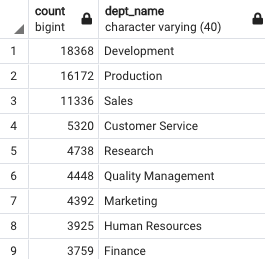 count dept_name
bigint character varying (40)
1 18368 Development
2 16172 Production
3 11336 Sales
4 5320 Customer Service
5 4738 Research
6 4448 Quality Management
7 4392 Marketing
8 3925 Human Resources
9 3759 Finance